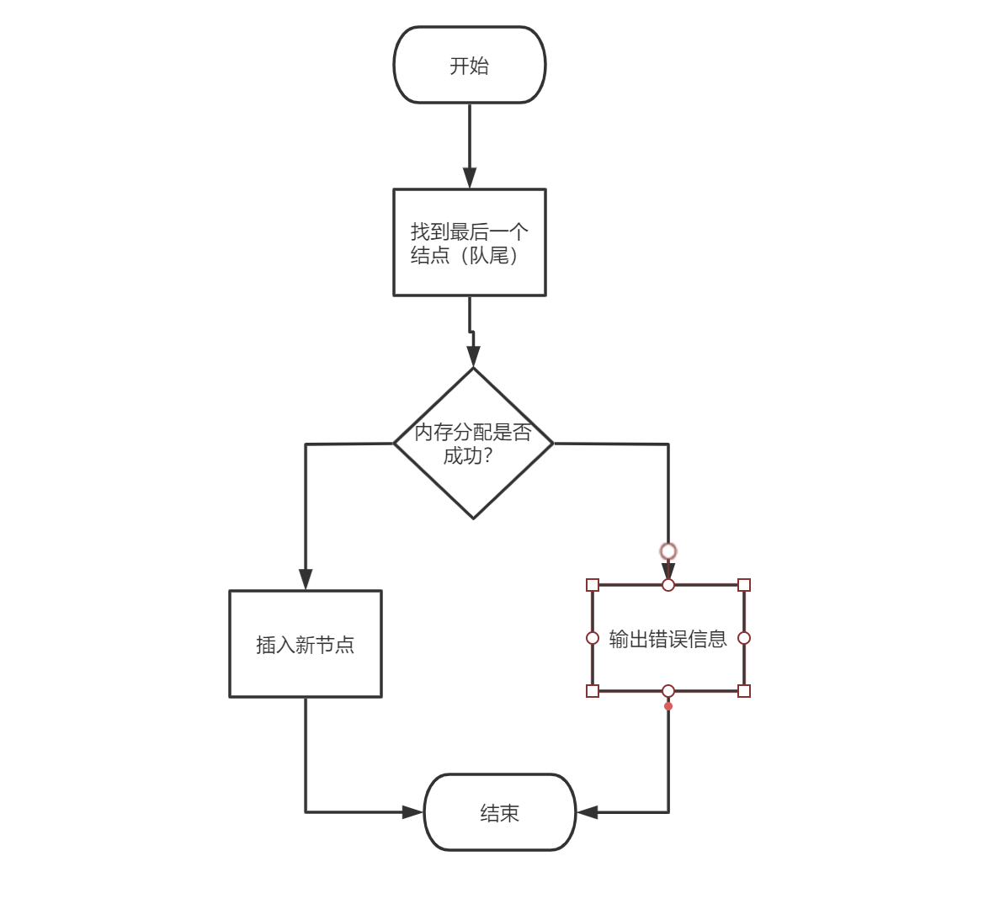 开始
找到最后一个
结点（队尾）
内存分配是否
成功？
插入新节点
输出错误信息
结束